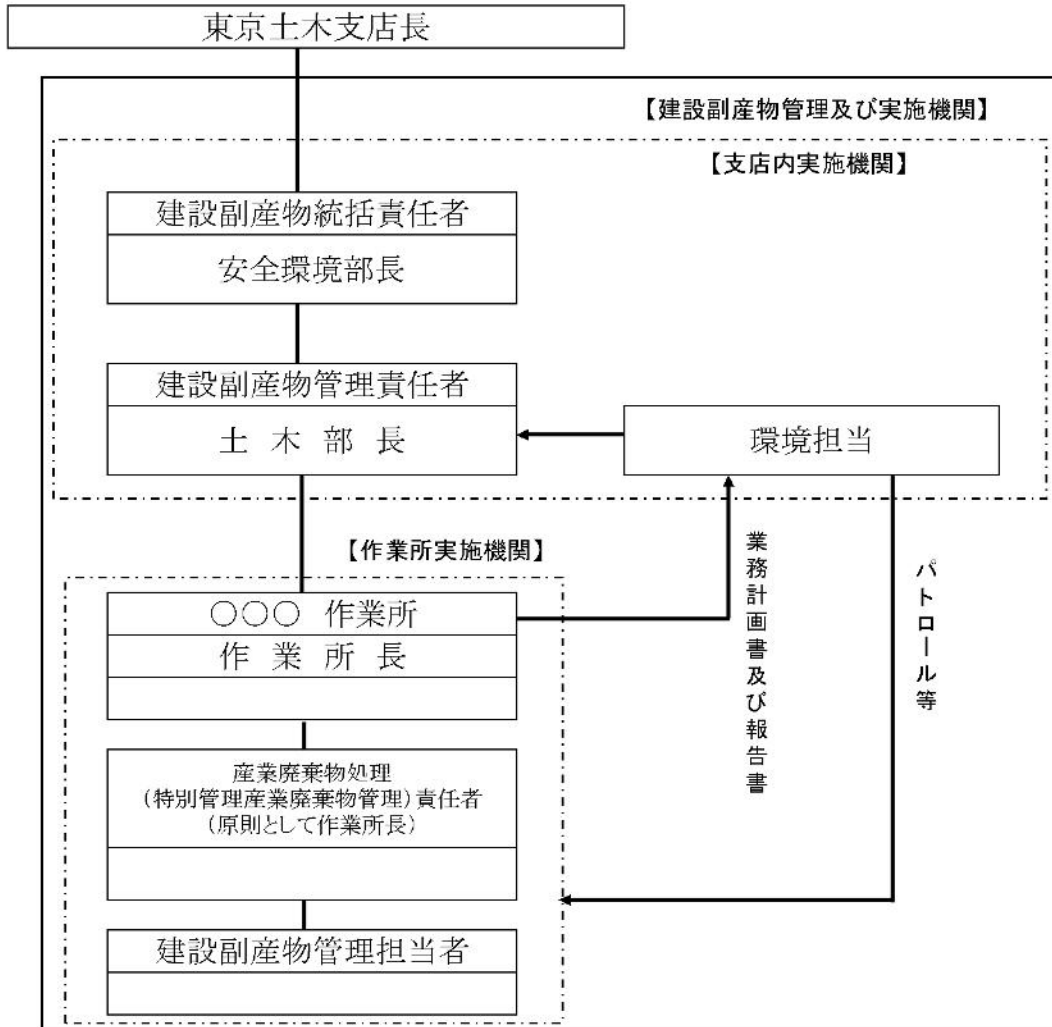 東京土木支店長
【建設副産物管理及び実施機関】
【支店内実施機関】
建設副産物統括責任者
安全環境部長
建設副産物管理責任者
土木部長
環境担当
【作業所実施機関】
〇〇〇 作業所
作業所長
業務計画書及び報告書
パトロール等
産業廃棄物処理
(特別管理産業廃棄物管理)責任者
(原則として作業所長)
建設副産物管理担当者